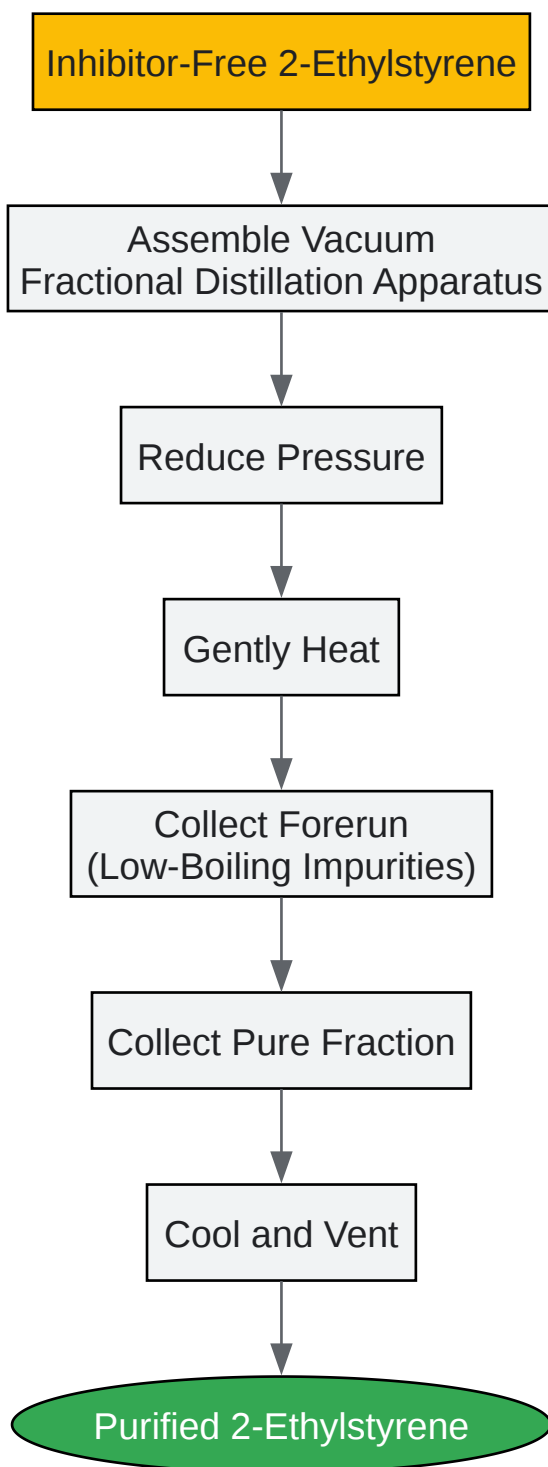 Inhibitor-Free 2-Ethylstyrene
Assemble Vacuum
Fractional Distillation Apparatus
Reduce Pressure
Gently Heat
Collect Forerun
(Low-Boiling Impurities)
Collect Pure Fraction
Cool and Vent
Purified 2-Ethylstyrene